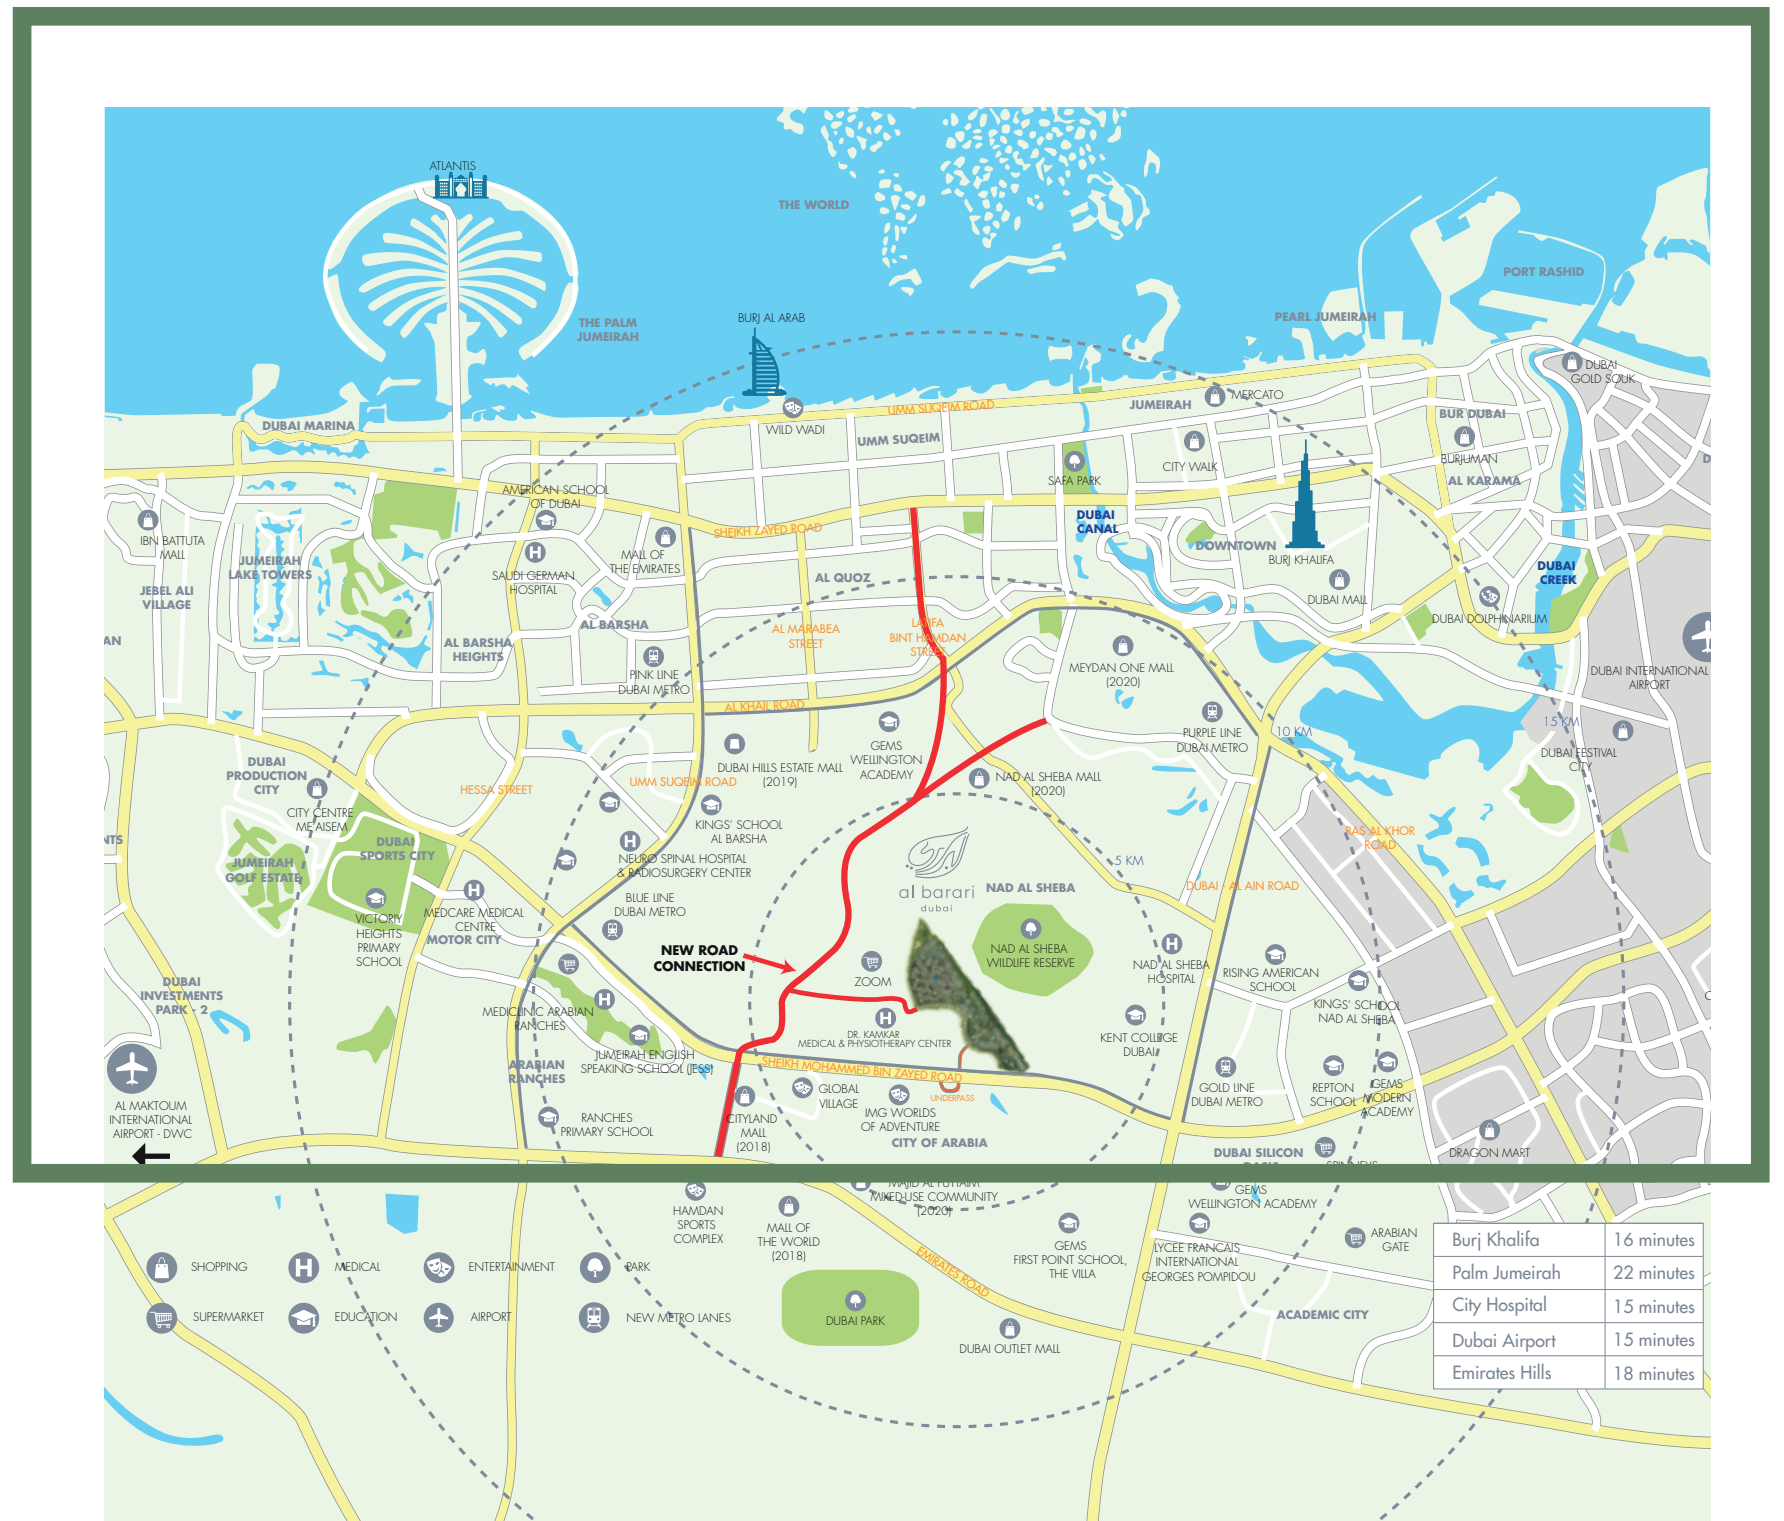 ATLANTIS
THE WORLD
PORT RASHID
THE PALM
JUMEIRAH
BURJ AL ARAB
PEARL JUMEIRAH
DUBAI
GOLD SOUK
MERCATO
JUMEIRAH
UMM SUQEIM ROAD
BUR DUBAI
DUBAI MARINA
WILD WADI
UMM SUQEIM
BURJUMAN
CITY WALK
SAFA PARK
AL KARAMA
AMERICAN SCHOOL
OF DUBAI
DUBAI
CANAL
SHEIKH ZAYED ROAD
IBN BATTUTA
MALL
MALL OF
THE EMIRATES
DOWNTOWN
BURJ KHALIFA
JUMEIRAH
LAKE TOWERS
SAUDI GERMAN
HOSPITAL
AL QUOZ
DUBAI
CREEK
JEBEL ALI
VILLAGE
DUBAI MALL
DUBAI DOLPHINARIUM
AL BARSHA
AL MARABEA
STREET
LATIFA
BINT HAMDAN
STREET
AN
AL BARSHA
HEIGHTS
MEYDAN ONE MALL
(2020)
PINK LINE
DUBAI METRO
DUBAI INTERNATIONAL
AIRPORT
AL KHAIL ROAD
15 KM
10 KM
PURPLE LINE
DUBAI METRO
GEMS
WELLINGTON
ACADEMY
DUBAI FESTIVAL
CITY
DUBAI
PRODUCTION
CITY
DUBAI HILLS ESTATE MALL
(2019)
NAD AL SHEBA MALL
(2020)
HESSA STREET
UMM SUQEIM ROAD
CITY CENTRE
ME'AISEM
KINGS' SCHOOL
AL BARSHA
NTS
RAS AL KHOR
ROAD
DUBAI
SPORTS CITY
JUMEIRAH
GOLF ESTATE
NEURO SPINAL HOSPITAL
& RADIOSURGERY CENTER
5 KM
al barari
dubai
NAD AL SHEBA
DUBAI - AL AIN ROAD
BLUE LINE
DUBAI METRO
VICTORIY
HEIGHTS
PRIMARY
SCHOOL
MEDCARE MEDICAL
CENTRE
MOTOR CITY
NEW ROAD
CONNECTION
NAD AL SHEBA
WILDLIFE RESERVE
NAD AL SHEBA
HOSPITAL
RISING AMERICAN
SCHOOL
ZOOM
DUBAI
INVESTMENTS
PARK - 2
MEDICLINIC ARABIAN
RANCHES
KINGS' SCHOOL
NAD AL SHEBA
DR. KAMKAR
MEDICAL & PHYSIOTHERAPY CENTER
KENT COLLEGE
DUBAI
JUMEIRAH ENGLISH
SPEAKING SCHOOL (JESS)
ARABIAN
RANCHES
SHEIKH MOHAMMED BIN ZAYED ROAD
UNDERPASS
GOLD LINE
DUBAI METRO
REPTON
SCHOOL
GEMS
MODERN
ACADEMY
GLOBAL
VILLAGE
AL MAKTOUM
INTERNATIONAL
AIRPORT - DWC
RANCHES
PRIMARY SCHOOL
CITYLAND
MALL
(2018)
IMG WORLDS
OF ADVENTURE
CITY OF ARABIA
DUBAI SILICON
DRAGON MART
MIXED-USE COMMUNITY
(2020)
GEMS
WELLINGTON ACADEMY
HAMDAN
SPORTS
COMPLEX
MALL OF
THE WORLD
(2018)
GEMS
FIRST POINT SCHOOL,
THE VILLA
LYCEE FRANCAIS
INTERNATIONAL
GEORGES POMPIDOU
ARABIAN
GATE
EMIRATES ROAD
ACADEMIC CITY
DUBAI PARK
DUBAI OUTLET MALL
SHOPPING
MEDICAL
ENTERTAINMENT
PARK
SUPERMARKET
EDUCATION
AIRPORT
NEW METRO LANES
Burj Khalifa 16 minutes
Palm Jumeirah 22 minutes
City Hospital 15 minutes
Dubai Airport 15 minutes
Emirates Hills 18 minutes